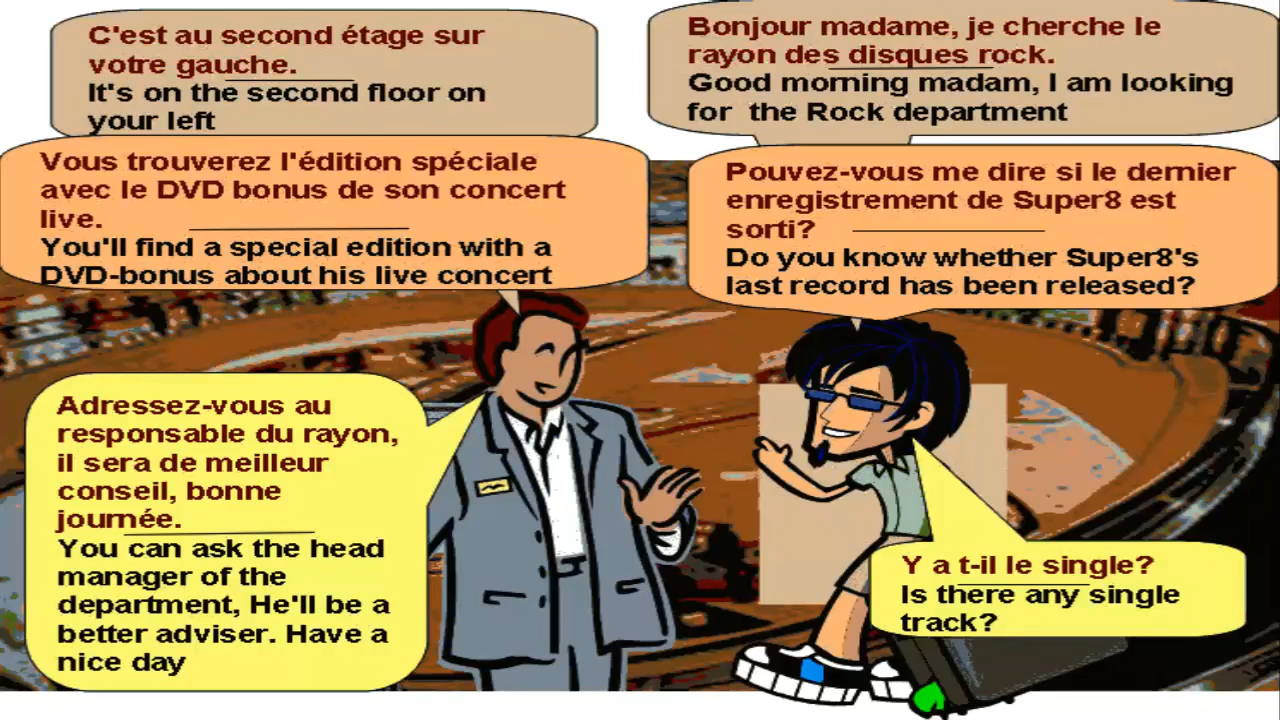 C'est au second étage sur
votre gauche.
It's on the second floor on
your left
Bonjour madame, je cherche le
rayon des disques rock.
Good morning madam, I am looking
for the Rock department
Vous trouverez l'édition spéciale
avec le DVD bonus de son concert
live.
You'll find a special edition with a
DVD-bonus about his live concert
Pouvez-vous me dire si le dernier
enregistrement de Super8 est
sorti?
Do you know whether Super8's
last record has been released?
Adressez-vous au
responsable du rayon,
il sera de meilleur
conseil, bonne
journée.
You can ask the head
manager of the
department, He'll be a
better adviser. Have a
nice day
Y a t-il le single?
Is there any single
track?